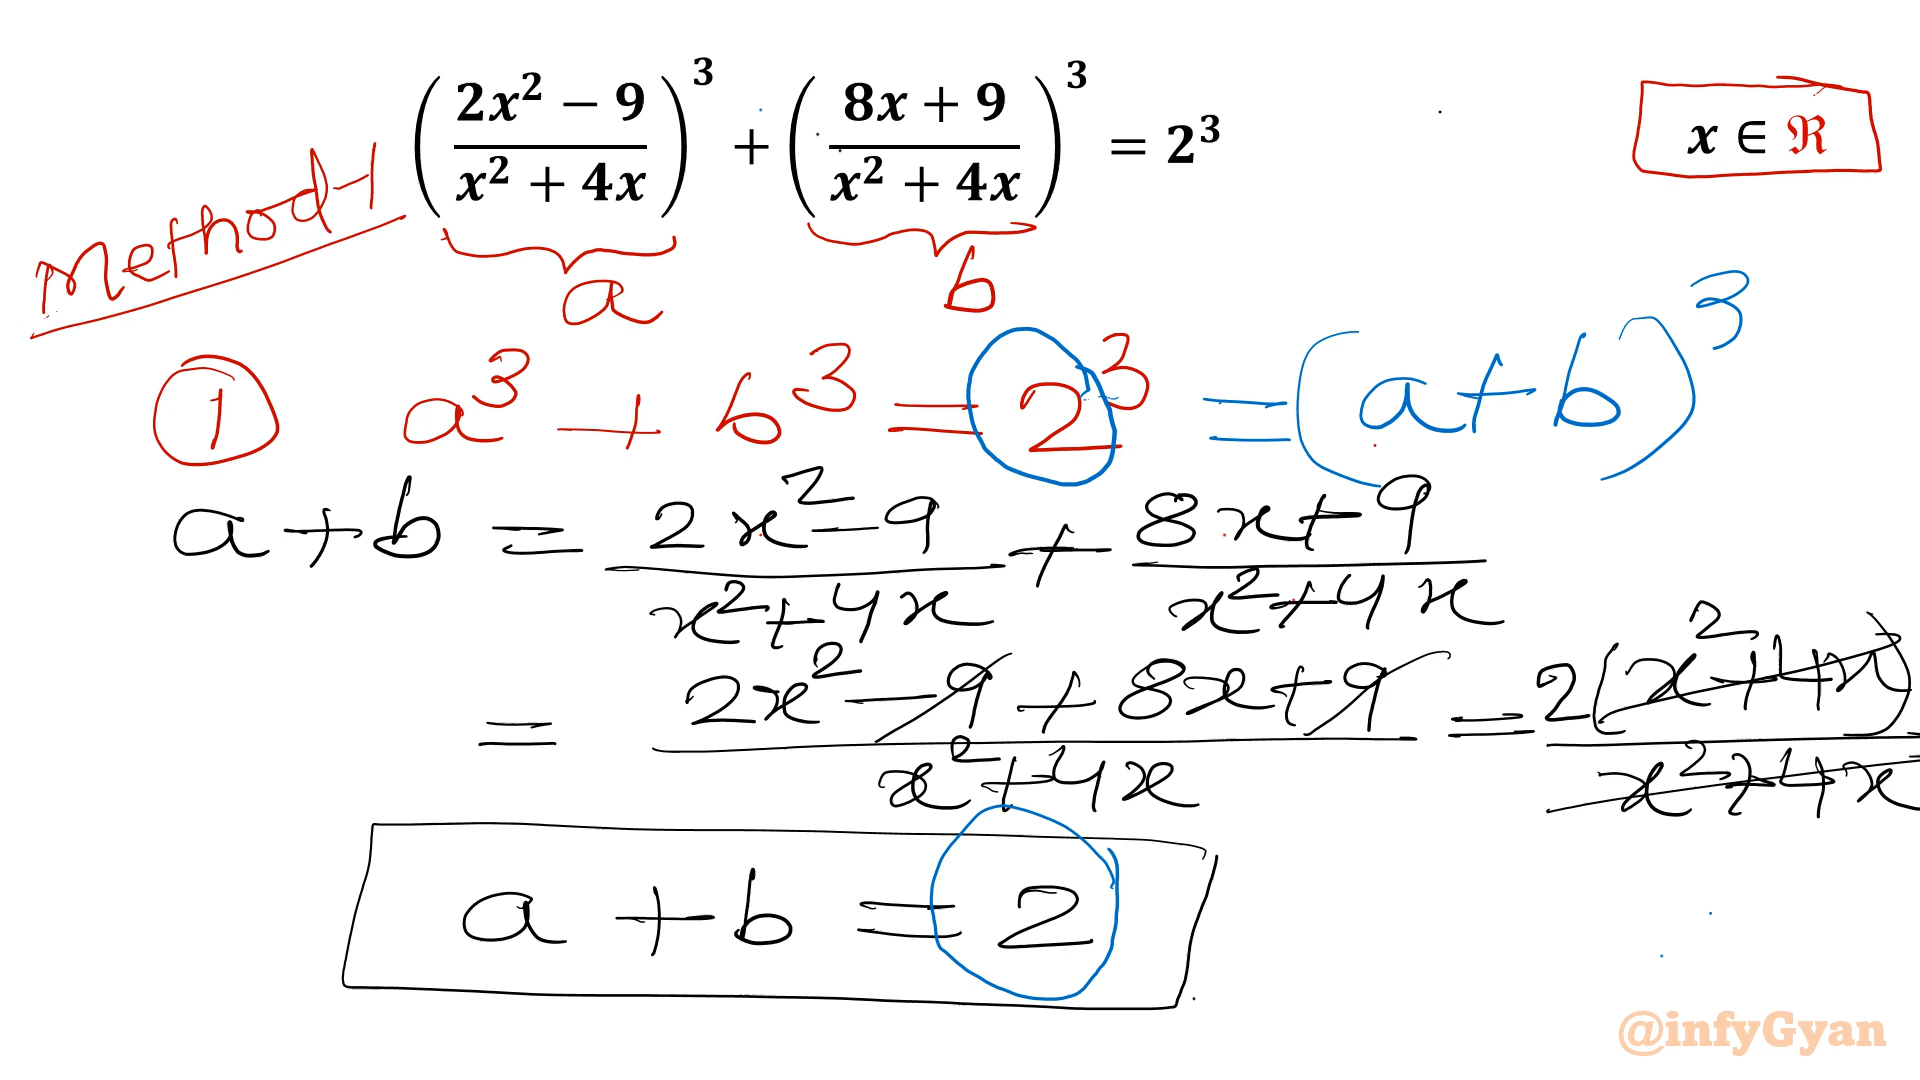 (2x² − 9 / x² + 4x)³ + (8x + 9 / x² + 4x)³ = 2³
x ∈ ℜ
Method-1
a b
① a³ + b³ = 2³ = (a+b)³
a + b = 2x² − 9 / x² + 4x + 8x + 9 / x² + 4x
= 2x² − 9 + 8x + 9 / x² + 4x = 2(x² + 4x) / x² + 4x
a + b = 2
@infyGyan